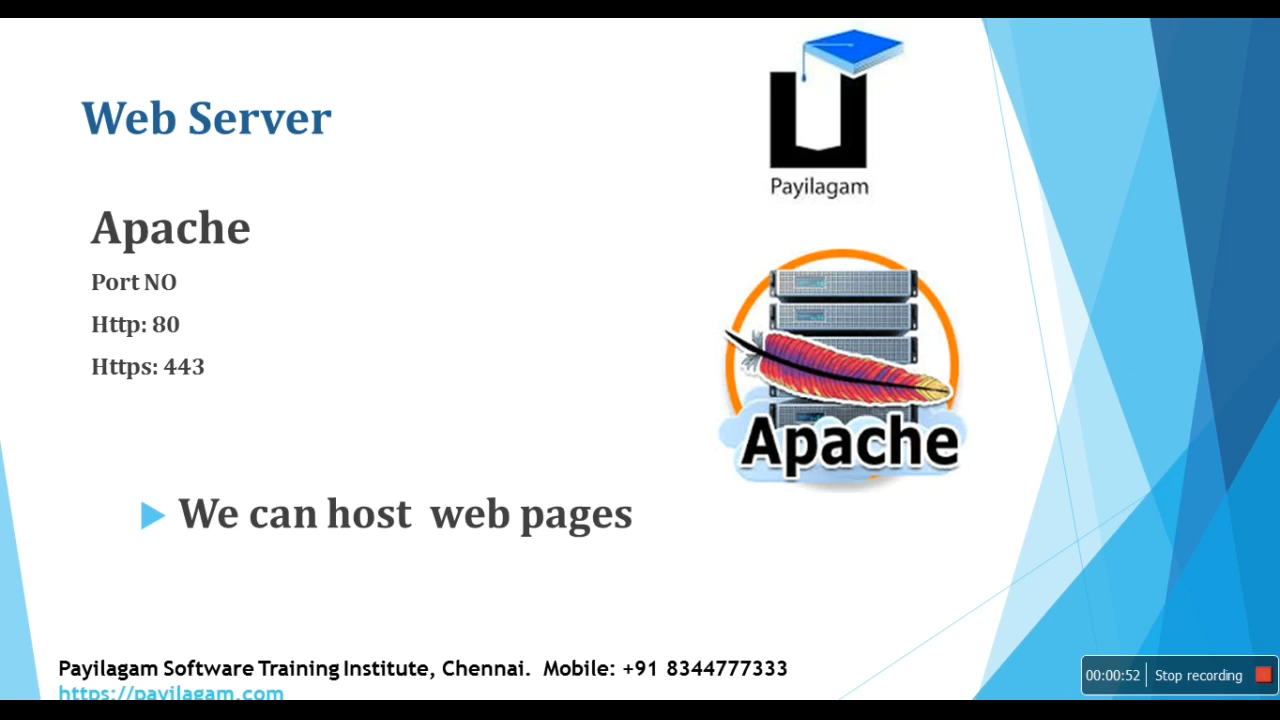 Web Server
Payilagam
Apache
Port NO
Http: 80
Https: 443
Apache
We can host web pages
Payilagam Software Training Institute, Chennai. Mobile: +91 8344777333
https://payilagam.com
00:00:52 Stop recording